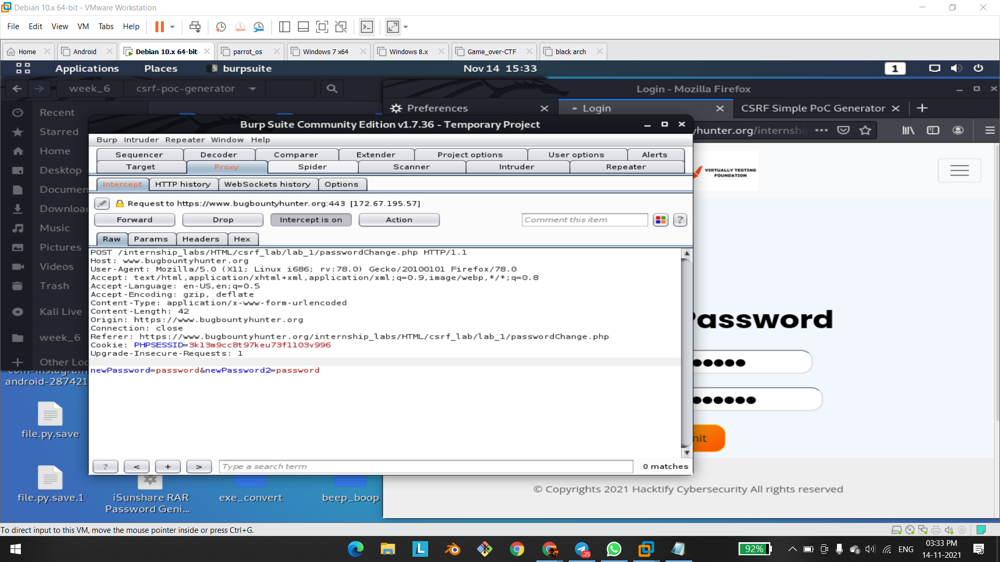 Debian 10.x 64-bit - VMware Workstation
File Edit View VM Tabs Help
Home Android Debian 10.x 64-bit parrot_os Windows 7 x64 Windows 8.x Game_over-CTF black arch
Applications Places burpsuite Nov 14 15:33 1
week_6 csrf-poc-generator
Login - Mozilla Firefox
Preferences Login CSRF Simple PoC Generator
yhunter.org/internshi
VIRTUALLY TESTING
FOUNDATION
Recent
Starred
Home
Desktop
Documen
Downloa
Music
Pictures
Videos
Trash
Kali Live
week_6
Other Loc
Burp Suite Community Edition v1.7.36 - Temporary Project
Burp Intruder Repeater Window Help
Sequencer Decoder Comparer Extender Project options User options Alerts
Target Proxy Spider Scanner Intruder Repeater
Intercept HTTP history WebSockets history Options
Request to https://www.bugbountyhunter.org:443 [172.67.195.57]
Forward Drop Intercept is on Action Comment this item ?
Raw Params Headers Hex
POST /internship_labs/HTML/csrf_lab/lab_1/passwordChange.php HTTP/1.1
Host: www.bugbountyhunter.org
User-Agent: Mozilla/5.0 (X11; Linux i686; rv:78.0) Gecko/20100101 Firefox/78.0
Accept: text/html,application/xhtml+xml,application/xml;q=0.9,image/webp,*/*;q=0.8
Accept-Language: en-US,en;q=0.5
Accept-Encoding: gzip, deflate
Content-Type: application/x-www-form-urlencoded
Content-Length: 42
Origin: https://www.bugbountyhunter.org
Connection: close
Referer: https://www.bugbountyhunter.org/internship_labs/HTML/csrf_lab/lab_1/passwordChange.php
Cookie: PHPSESSID=3kl3m9cc8t97keu73f1103v996
Upgrade-Insecure-Requests: 1
newPassword=password&newPassword2=password
? < + > Type a search term 0 matches
Password
nit
© Copyrights 2021 Hacktify Cybersecurity All rights reserved
com-instagram
android-287421
file.py.save
file.py.save.1
iSunshare RAR
Password Geni...
exe_convert
beep_boop
To direct input to this VM, move the mouse pointer inside or press Ctrl+G.
L ..25 92% ENG 03:33 PM
14-11-2021